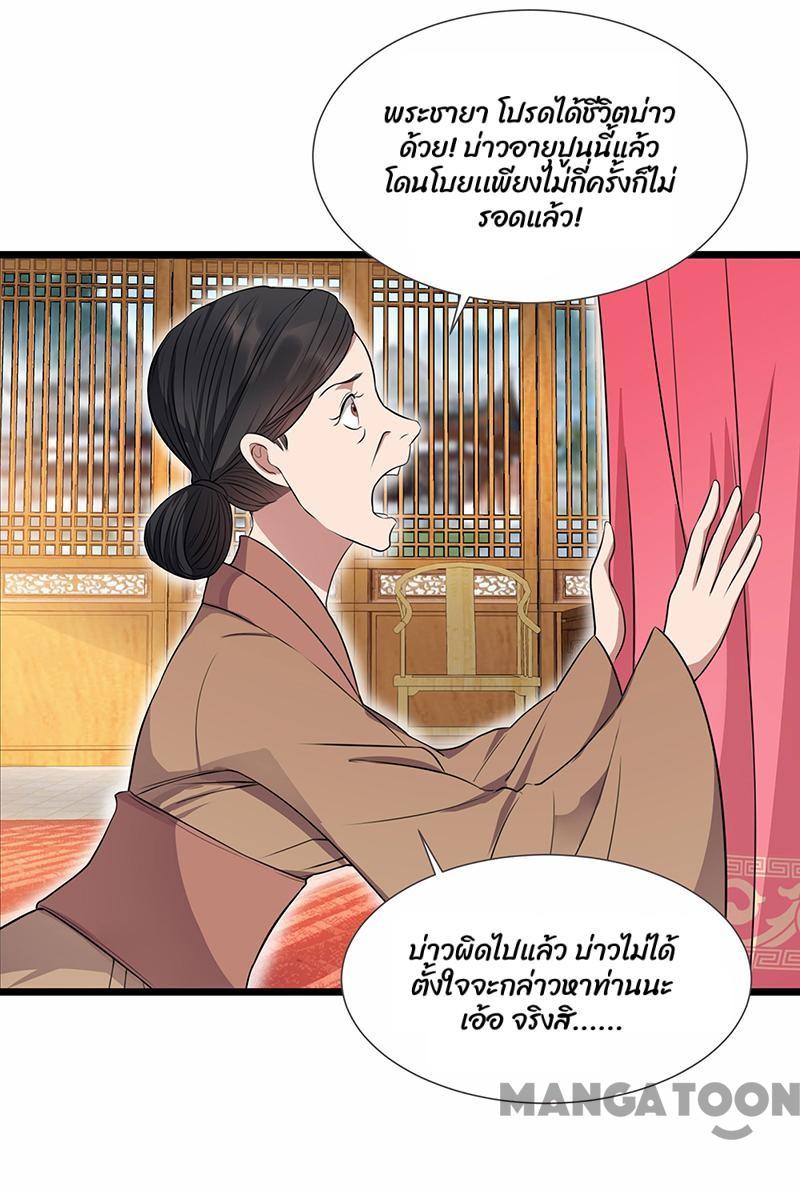 พระชายา โปรดได้ชีวิตบ่าว
ด้วย! บ่าวอายุปูนนี้แล้ว
โดนโบยเพียงไม่กี่ครั้งก็ไม่
รอดแล้ว!
บ่าวผิดไปแล้ว บ่าวไม่ได้
ตั้งใจจะกล่าวหาท่านนะ
เอ้อ จริงสิ......
MANGATOON